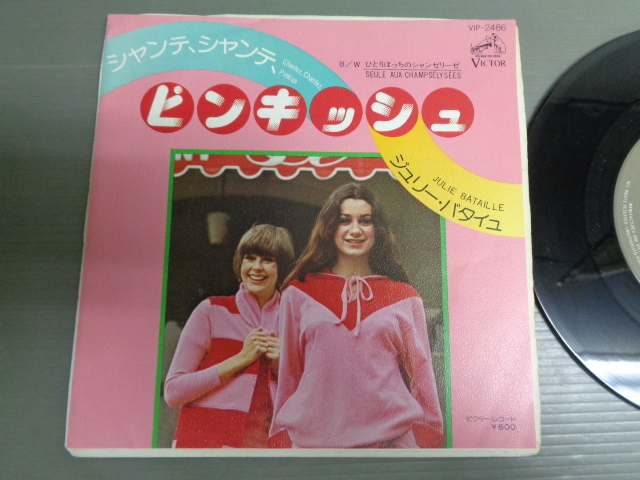 シャンテ、シャンテ、
Chantez, Chantez,
Pinkish
ピンキッシュ
VIP-2486
VICTOR
B/W ひとりぼっちのシャンゼリーゼ
SEULE AUX CHAMPSÉLYSÉES
JULIE BATAILLE
ジュリー・バタイユ
ビクター・レコード
¥600